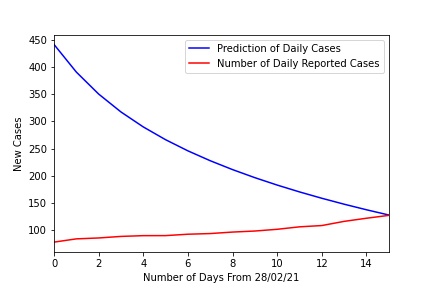 450
400
350
300
250
200
150
100
New Cases
Prediction of Daily Cases
Number of Daily Reported Cases
0 2 4 6 8 10 12 14
Number of Days From 28/02/21